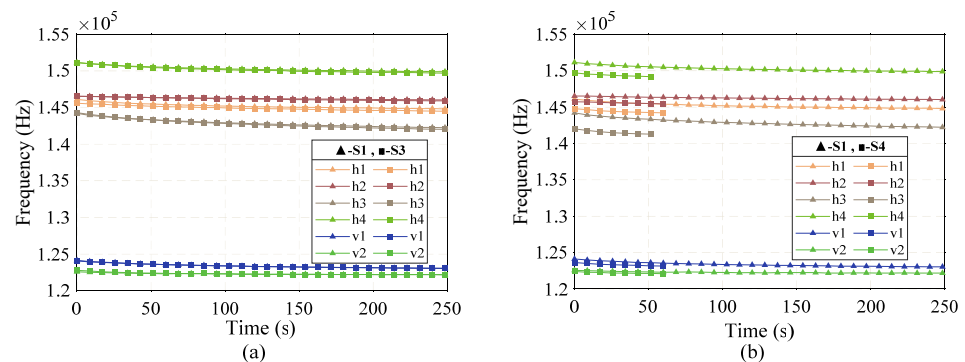 ×10⁵
1.55
1.5
1.45
1.4
1.35
1.3
1.25
1.2
Frequency (Hz)
0 50 100 150 200 250
Time (s)
▲-S1 , ■-S3
h1 h1
h2 h2
h3 h3
h4 h4
v1 v1
v2 v2
(a)
×10⁵
1.55
1.5
1.45
1.4
1.35
1.3
1.25
1.2
Frequency (Hz)
0 50 100 150 200 250
Time (s)
▲-S1 , ■-S4
h1 h1
h2 h2
h3 h3
h4 h4
v1 v1
v2 v2
(b)